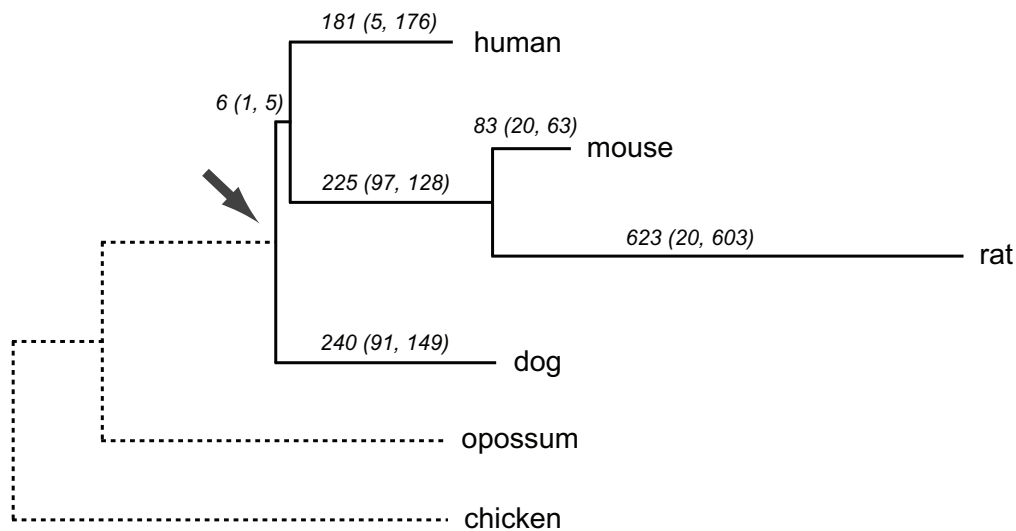 181 (5, 176)
human
6 (1, 5)
83 (20, 63)
mouse
225 (97, 128)
623 (20, 603)
rat
240 (91, 149)
dog
opossum
chicken